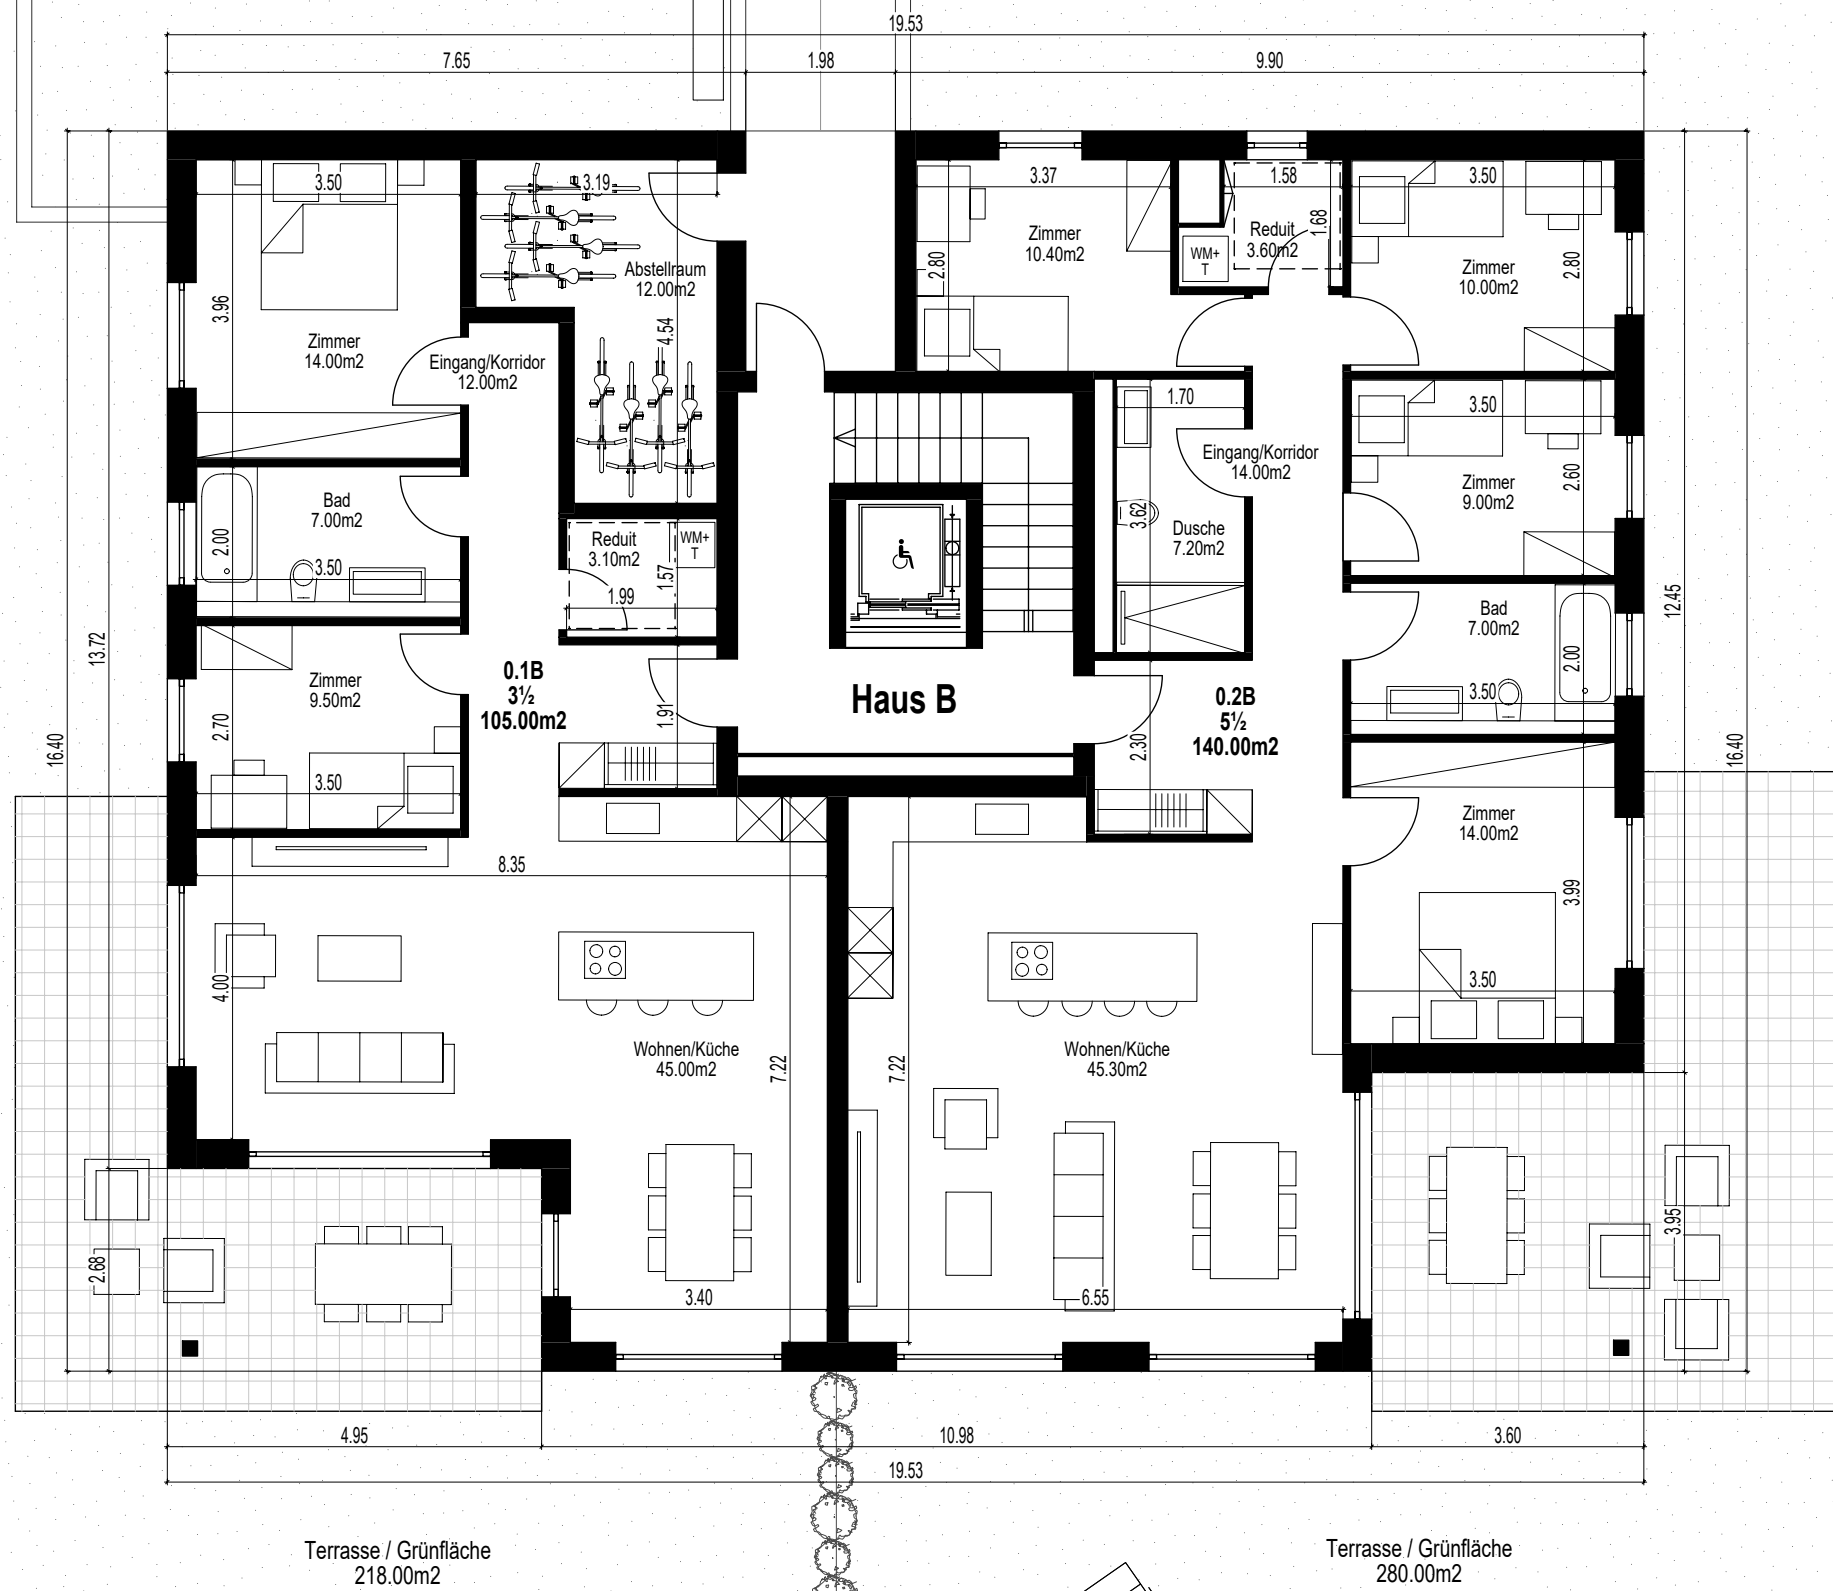 19.53
7.65
1.98
9.90
3.50
3.19
3.37
1.58
3.50
Zimmer
10.40m2
Reduit
3.60m2
1.68
WM+
T
Abstellraum
12.00m2
Zimmer
10.00m2
2.80
2.80
3.96
4.54
Zimmer
14.00m2
Eingang/Korridor
12.00m2
1.70
3.50
Eingang/Korridor
14.00m2
Zimmer
9.00m2
2.60
Bad
7.00m2
2.00
3.50
Reduit
3.10m2
WM+
T
1.57
1.99
3.62
Dusche
7.20m2
Bad
7.00m2
2.00
3.50
12.45
13.72
Zimmer
9.50m2
2.70
3.50
0.1B
3½
105.00m2
1.91
Haus B
2.30
0.2B
5½
140.00m2
16.40
16.40
Zimmer
14.00m2
3.99
3.50
8.35
4.00
Wohnen/Küche
45.00m2
7.22
7.22
Wohnen/Küche
45.30m2
2.68
3.95
3.40
6.55
4.95
10.98
3.60
19.53
Terrasse / Grünfläche
218.00m2
Terrasse / Grünfläche
280.00m2